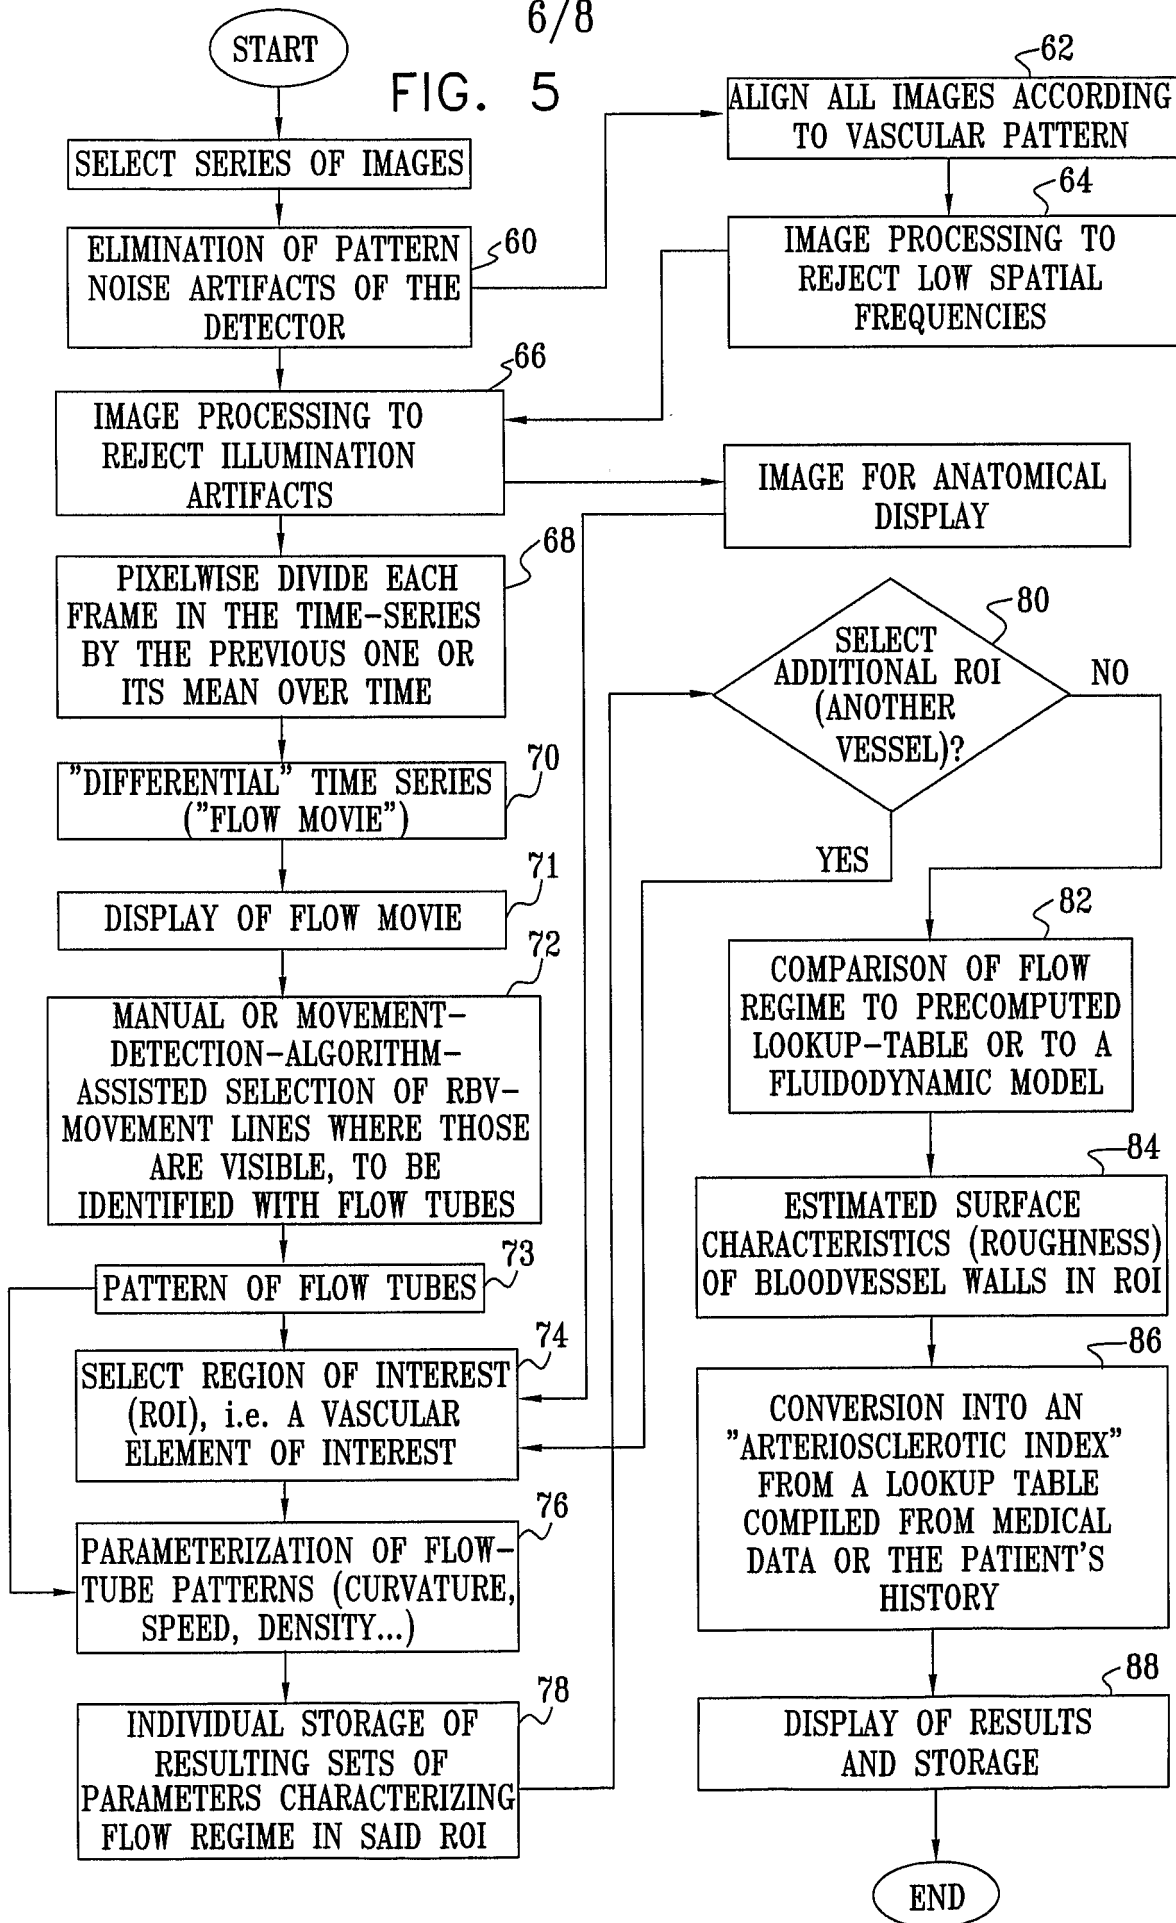 6/8
FIG. 5
START
SELECT SERIES OF IMAGES
60
ELIMINATION OF PATTERN
NOISE ARTIFACTS OF THE
DETECTOR
62
ALIGN ALL IMAGES ACCORDING
TO VASCULAR PATTERN
64
IMAGE PROCESSING TO
REJECT LOW SPATIAL
FREQUENCIES
66
IMAGE PROCESSING TO
REJECT ILLUMINATION
ARTIFACTS
IMAGE FOR ANATOMICAL
DISPLAY
68
PIXELWISE DIVIDE EACH
FRAME IN THE TIME-SERIES
BY THE PREVIOUS ONE OR
ITS MEAN OVER TIME
70
"DIFFERENTIAL" TIME SERIES
("FLOW MOVIE")
71
DISPLAY OF FLOW MOVIE
72
MANUAL OR MOVEMENT-
DETECTION-ALGORITHM-
ASSISTED SELECTION OF RBV-
MOVEMENT LINES WHERE THOSE
ARE VISIBLE, TO BE
IDENTIFIED WITH FLOW TUBES
73
PATTERN OF FLOW TUBES
74
SELECT REGION OF INTEREST
(ROI), i.e. A VASCULAR
ELEMENT OF INTEREST
76
PARAMETERIZATION OF FLOW-
TUBE PATTERNS (CURVATURE,
SPEED, DENSITY...)
78
INDIVIDUAL STORAGE OF
RESULTING SETS OF
PARAMETERS CHARACTERIZING
FLOW REGIME IN SAID ROI
80
SELECT
ADDITIONAL ROI
(ANOTHER
VESSEL)?
NO
YES
82
COMPARISON OF FLOW
REGIME TO PRECOMPUTED
LOOKUP-TABLE OR TO A
FLUIDODYNAMIC MODEL
84
ESTIMATED SURFACE
CHARACTERISTICS (ROUGHNESS)
OF BLOODVESSEL WALLS IN ROI
86
CONVERSION INTO AN
"ARTERIOSCLEROTIC INDEX"
FROM A LOOKUP TABLE
COMPILED FROM MEDICAL
DATA OR THE PATIENT'S
HISTORY
88
DISPLAY OF RESULTS
AND STORAGE
END